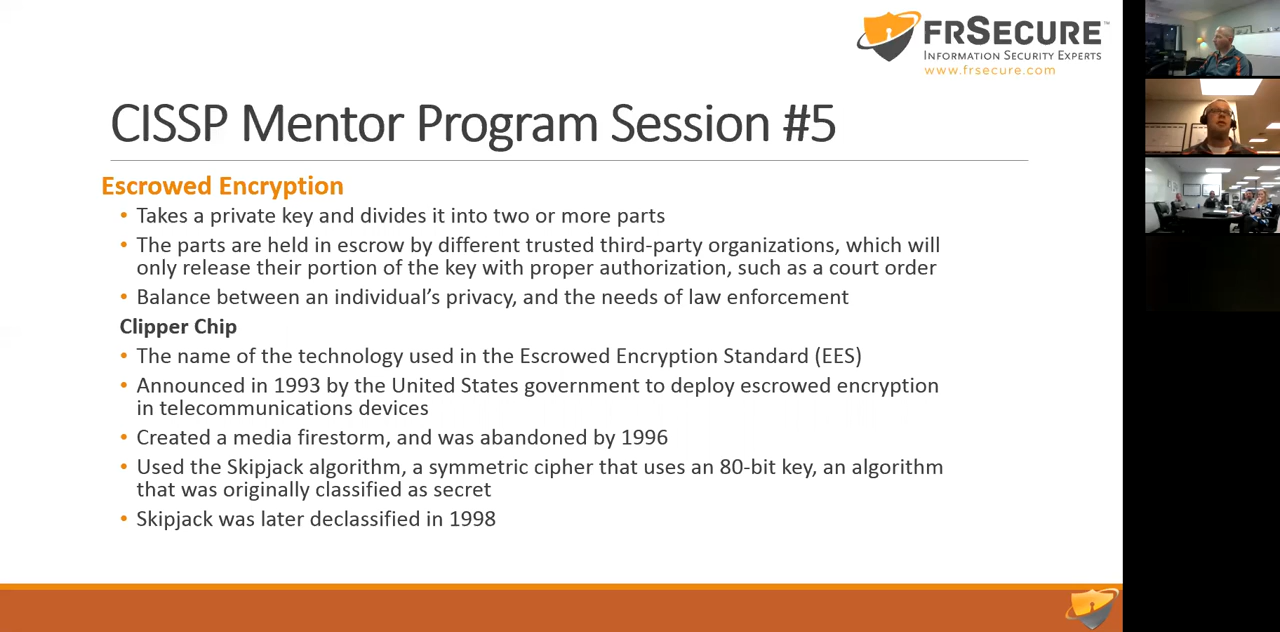 FRSECURE™
INFORMATION SECURITY EXPERTS
www.frsecure.com
CISSP Mentor Program Session #5
Escrowed Encryption
• Takes a private key and divides it into two or more parts
• The parts are held in escrow by different trusted third-party organizations, which will
only release their portion of the key with proper authorization, such as a court order
• Balance between an individual’s privacy, and the needs of law enforcement
Clipper Chip
• The name of the technology used in the Escrowed Encryption Standard (EES)
• Announced in 1993 by the United States government to deploy escrowed encryption
in telecommunications devices
• Created a media firestorm, and was abandoned by 1996
• Used the Skipjack algorithm, a symmetric cipher that uses an 80-bit key, an algorithm
that was originally classified as secret
• Skipjack was later declassified in 1998